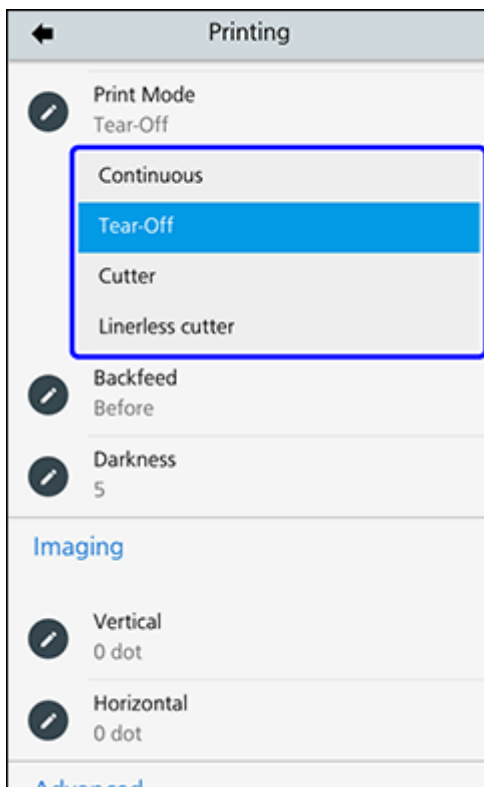 Printing
Print Mode
Tear-Off
Continuous
Tear-Off
Cutter
Linerless cutter
Backfeed
Before
Darkness
5
Imaging
Vertical
0 dot
Horizontal
0 dot
Advanced